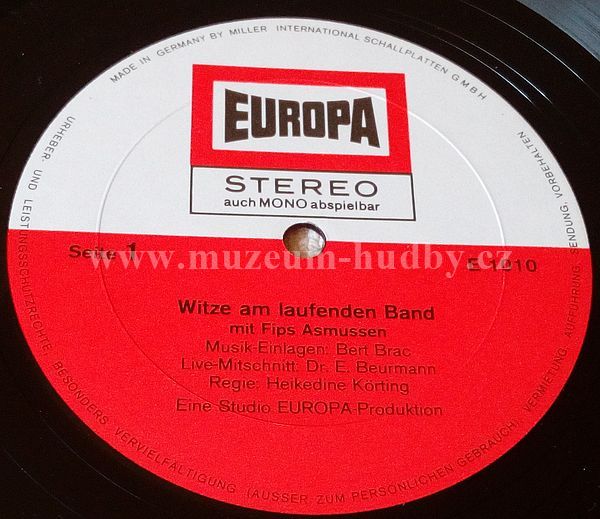 MADE IN GERMANY BY MILLER INTERNATIONAL SCHALLPLATTEN GMBH
EUROPA
STEREO
auch MONO abspielbar
Seite 1
E 1010
www.muzeum-hudby.cz
Witze am laufenden Band
mit Fips Asmussen
Musik-Einlagen: Bert Brac
Live-Mitschnitt: Dr. E. Beurmann
Regie: Heikedine Körting
Eine Studio EUROPA-Produktion
URHEBER- UND LEISTUNGSSCHUTZRECHTE BESONDERS VERVIELFÄLTIGUNG (AUSSER ZUM PERSÖNLICHEN GEBRAUCH), VERMIETUNG, AUFFÜHRUNG, SENDUNG, VORBEHALTEN